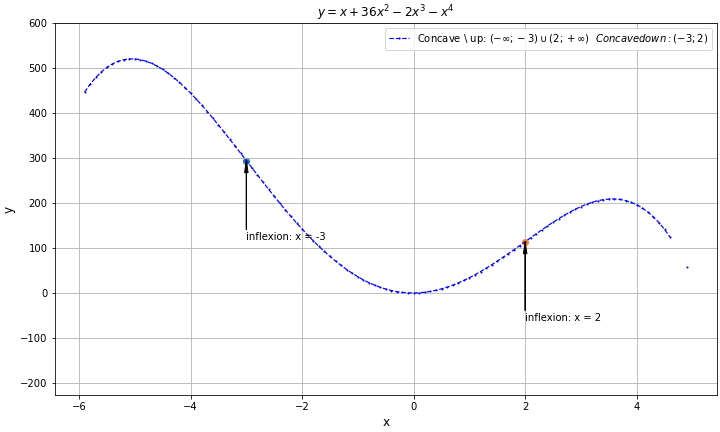 y = x + 36x² − 2x³ − x⁴
Concave \ up: (−∞; −3) ∪ (2; +∞)  Concavedown: (−3; 2)
600
500
400
300
200
100
0
−100
−200
y
inflexion: x = -3
inflexion: x = 2
−6
−4
−2
0
2
4
x